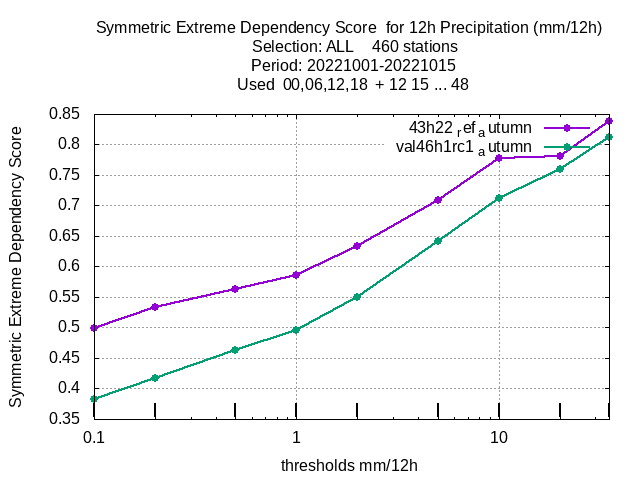 Symmetric Extreme Dependency Score for 12h Precipitation (mm/12h)
Selection: ALL 460 stations
Period: 20221001-20221015
Used 00,06,12,18 + 12 15 ... 48
0.85
0.8
0.75
0.7
0.65
0.6
0.55
0.5
0.45
0.4
0.35
Symmetric Extreme Dependency Score
43h22 ref autumn
val46h1rc1 autumn
0.1 1 10
thresholds mm/12h